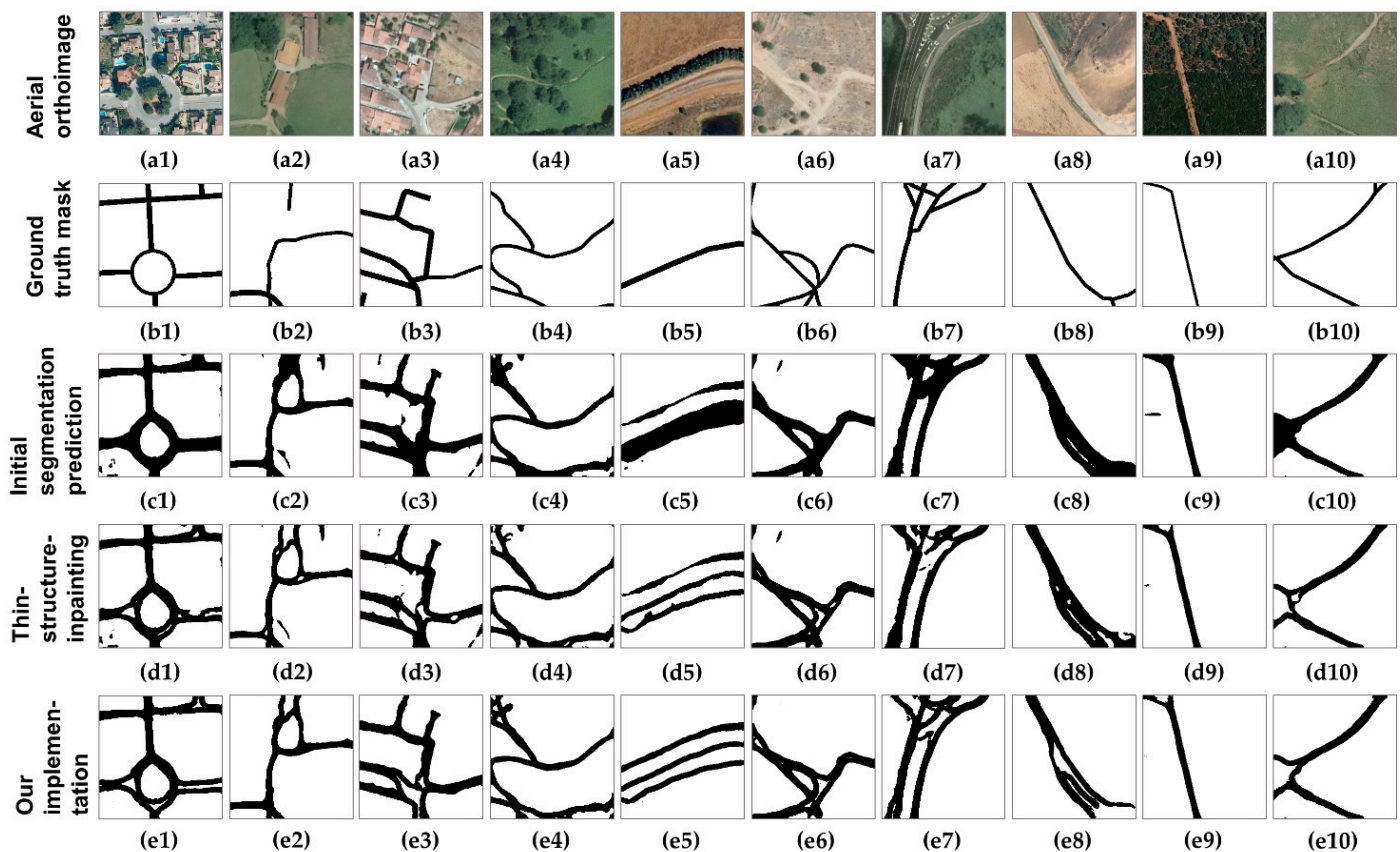 Aerial
orthoimage
(a1) (a2) (a3) (a4) (a5) (a6) (a7) (a8) (a9) (a10)
Ground
truth mask
(b1) (b2) (b3) (b4) (b5) (b6) (b7) (b8) (b9) (b10)
Initial
segmentation
prediction
(c1) (c2) (c3) (c4) (c5) (c6) (c7) (c8) (c9) (c10)
Thin-
structure-
inpainting
(d1) (d2) (d3) (d4) (d5) (d6) (d7) (d8) (d9) (d10)
Our
implemen-
tation
(e1) (e2) (e3) (e4) (e5) (e6) (e7) (e8) (e9) (e10)